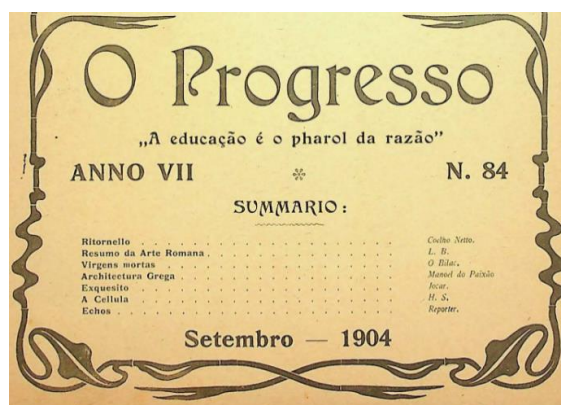 O Progresso
„A educação é o pharol da razão”
ANNO VII N. 84
SUMMARIO:
Ritornello . . . . . . . . . . . . . . . . . . . . Coelho Netto.
Resumo da Arte Romana . . . . . . . . . . . . . . . L. B.
Virgens mortas . . . . . . . . . . . . . . . . . . O Bilac.
Architectura Grega . . . . . . . . . . . . . . . . Manoel do Paixão
Exquesito . . . . . . . . . . . . . . . . . . . . Iocar.
A Cellula . . . . . . . . . . . . . . . . . . . . H. S.
Echos . . . . . . . . . . . . . . . . . . . . . . Reporter.
Setembro — 1904